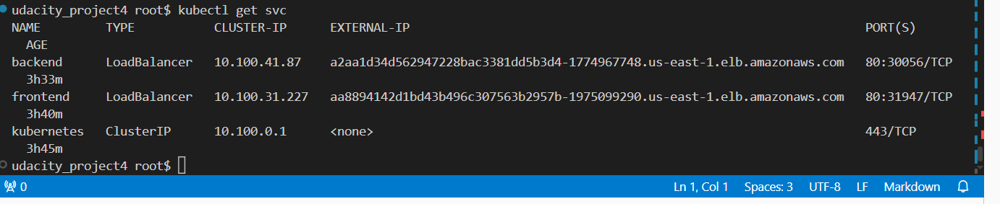 udacity_project4 root$ kubectl get svc
NAME TYPE CLUSTER-IP EXTERNAL-IP PORT(S)
AGE
backend LoadBalancer 10.100.41.87 a2aa1d34d562947228bac3381dd5b3d4-1774967748.us-east-1.elb.amazonaws.com 80:30056/TCP
3h33m
frontend LoadBalancer 10.100.31.227 aa8894142d1bd43b496c307563b2957b-1975099290.us-east-1.elb.amazonaws.com 80:31947/TCP
3h40m
kubernetes ClusterIP 10.100.0.1 <none> 443/TCP
3h45m
udacity_project4 root$
0 Ln 1, Col 1 Spaces: 3 UTF-8 LF Markdown